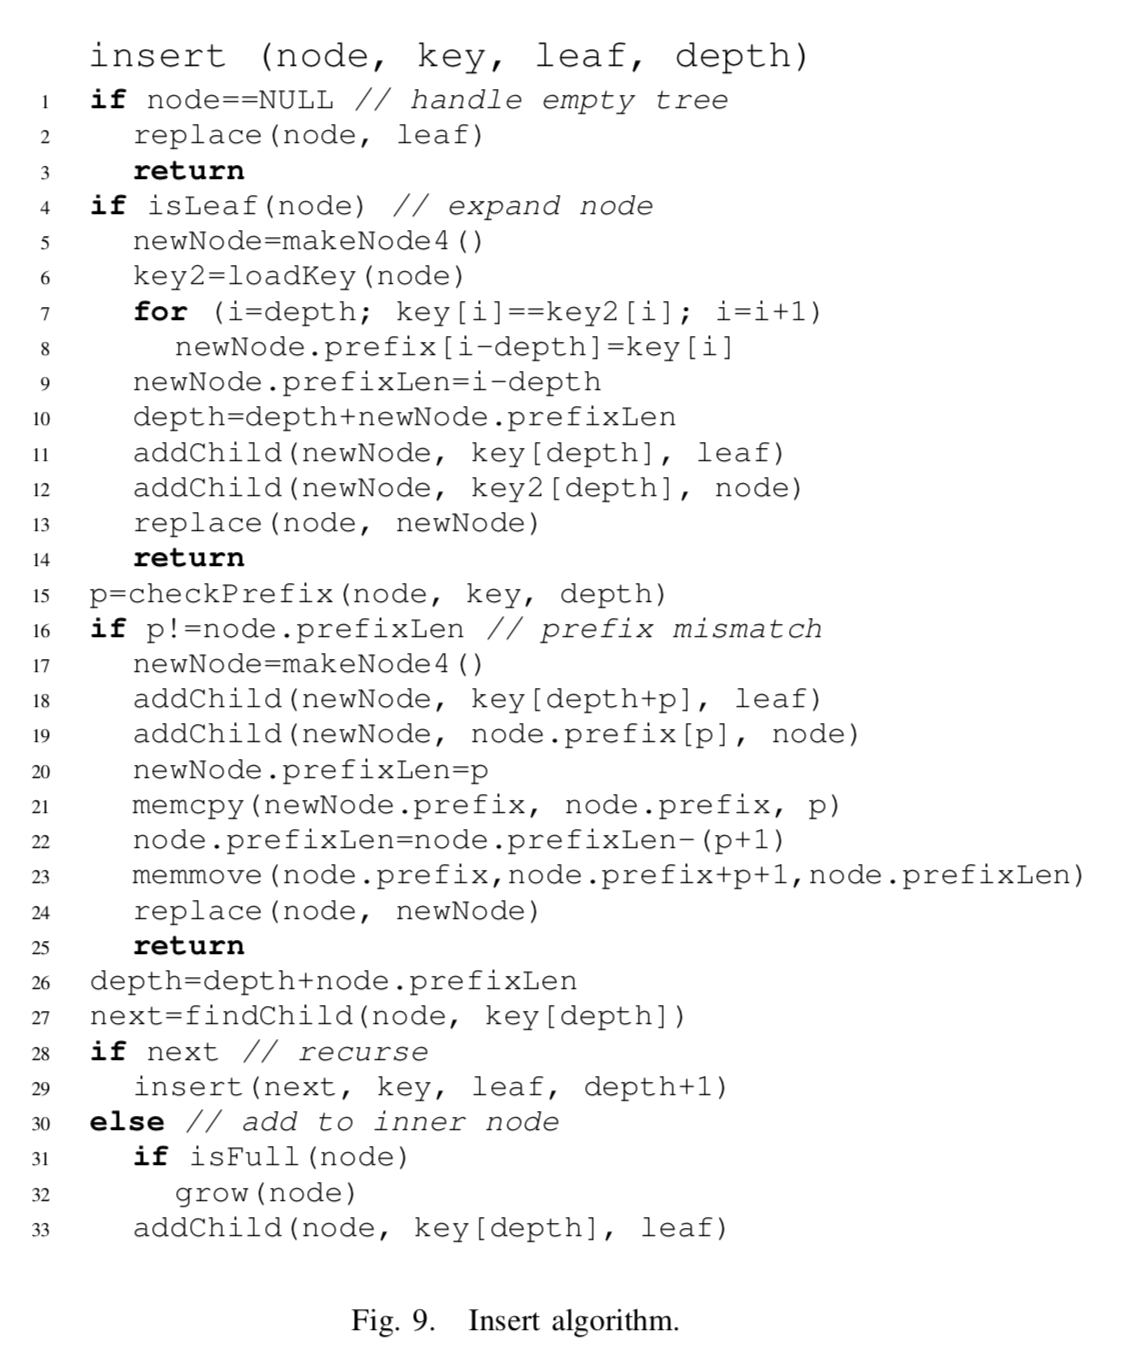 insert (node, key, leaf, depth)
1 if node==NULL // handle empty tree
2 replace(node, leaf)
3 return
4 if isLeaf(node) // expand node
5 newNode=makeNode4()
6 key2=loadKey(node)
7 for (i=depth; key[i]==key2[i]; i=i+1)
8 newNode.prefix[i-depth]=key[i]
9 newNode.prefixLen=i-depth
10 depth=depth+newNode.prefixLen
11 addChild(newNode, key[depth], leaf)
12 addChild(newNode, key2[depth], node)
13 replace(node, newNode)
14 return
15 p=checkPrefix(node, key, depth)
16 if p!=node.prefixLen // prefix mismatch
17 newNode=makeNode4()
18 addChild(newNode, key[depth+p], leaf)
19 addChild(newNode, node.prefix[p], node)
20 newNode.prefixLen=p
21 memcpy(newNode.prefix, node.prefix, p)
22 node.prefixLen=node.prefixLen-(p+1)
23 memmove(node.prefix,node.prefix+p+1,node.prefixLen)
24 replace(node, newNode)
25 return
26 depth=depth+node.prefixLen
27 next=findChild(node, key[depth])
28 if next // recurse
29 insert(next, key, leaf, depth+1)
30 else // add to inner node
31 if isFull(node)
32 grow(node)
33 addChild(node, key[depth], leaf)
Fig. 9. Insert algorithm.